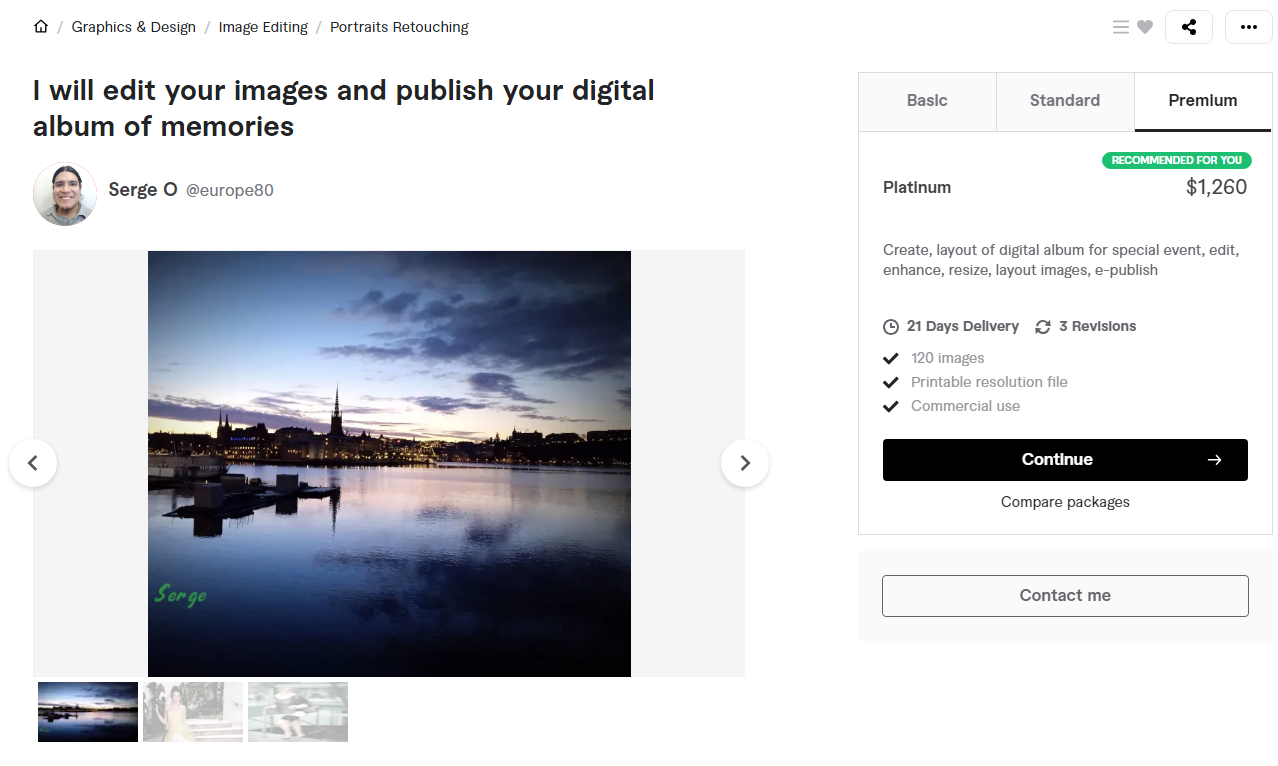 / Graphics & Design / Image Editing / Portraits Retouching
I will edit your images and publish your digital
album of memories
Serge O @europe80
Serge
Basic
Standard
Premium
RECOMMENDED FOR YOU
Platinum
$1,260
Create, layout of digital album for special event, edit,
enhance, resize, layout images, e-publish
21 Days Delivery
3 Revisions
120 images
Printable resolution file
Commercial use
Continue
Compare packages
Contact me